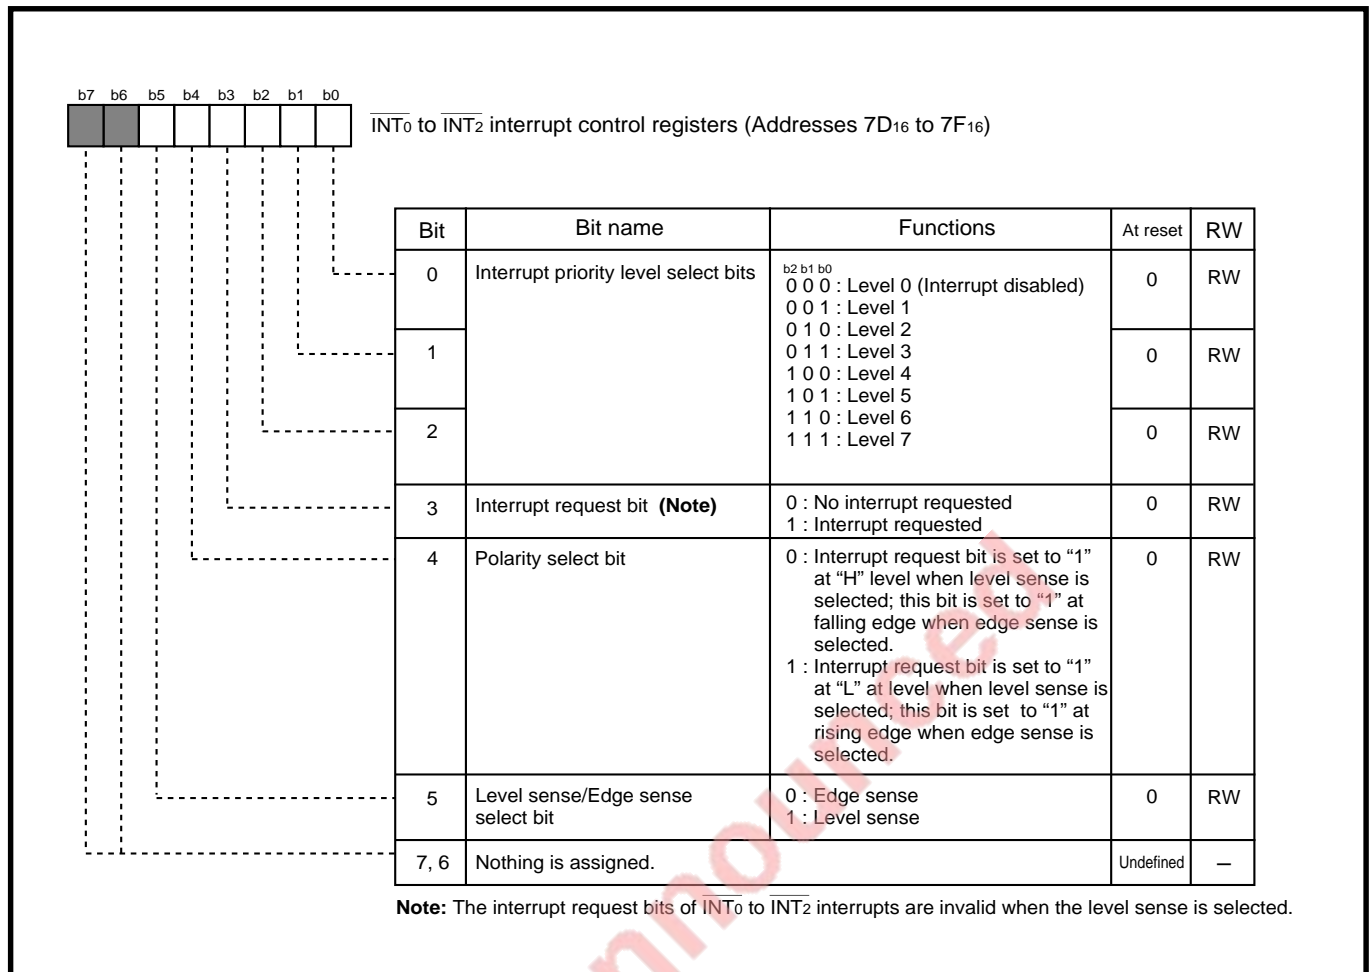 b7 b6 b5 b4 b3 b2 b1 b0
INT0 to INT2 interrupt control registers (Addresses 7D16 to 7F16)
Bit Bit name Functions At reset RW
0 Interrupt priority level select bits b2 b1 b0 0 RW
0 0 0 : Level 0 (Interrupt disabled)
0 0 1 : Level 1
0 1 0 : Level 2
1 0 1 1 : Level 3 0 RW
1 0 0 : Level 4
1 0 1 : Level 5
1 1 0 : Level 6
2 1 1 1 : Level 7 0 RW
3 Interrupt request bit (Note) 0 : No interrupt requested 0 RW
1 : Interrupt requested
4 Polarity select bit 0 : Interrupt request bit is set to “1” 0 RW
at “H” level when level sense is
selected; this bit is set to “1” at
falling edge when edge sense is
selected.
1 : Interrupt request bit is set to “1”
at “L” at level when level sense is
selected; this bit is set to “1” at
rising edge when edge sense is
selected.
5 Level sense/Edge sense 0 : Edge sense 0 RW
select bit 1 : Level sense
7, 6 Nothing is assigned. Undefined –
Note: The interrupt request bits of INT0 to INT2 interrupts are invalid when the level sense is selected.
nnounced